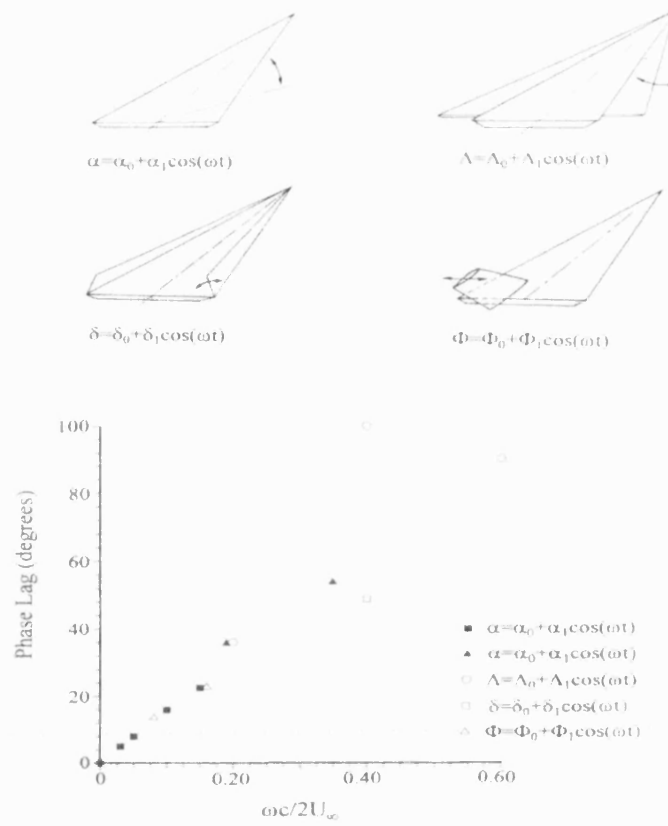 α=α₀+α₁cos(ωt)
Λ=Λ₀+Λ₁cos(ωt)
δ=δ₀+δ₁cos(ωt)
Φ=Φ₀+Φ₁cos(ωt)
100
80
60
40
20
0
Phase Lag (degrees)
α=α₀+α₁cos(ωt)
α=α₀+α₁cos(ωt)
Λ=Λ₀+Λ₁cos(ωt)
δ=δ₀+δ₁cos(ωt)
Φ=Φ₀+Φ₁cos(ωt)
0 0.20 0.40 0.60
ωc/2U∞